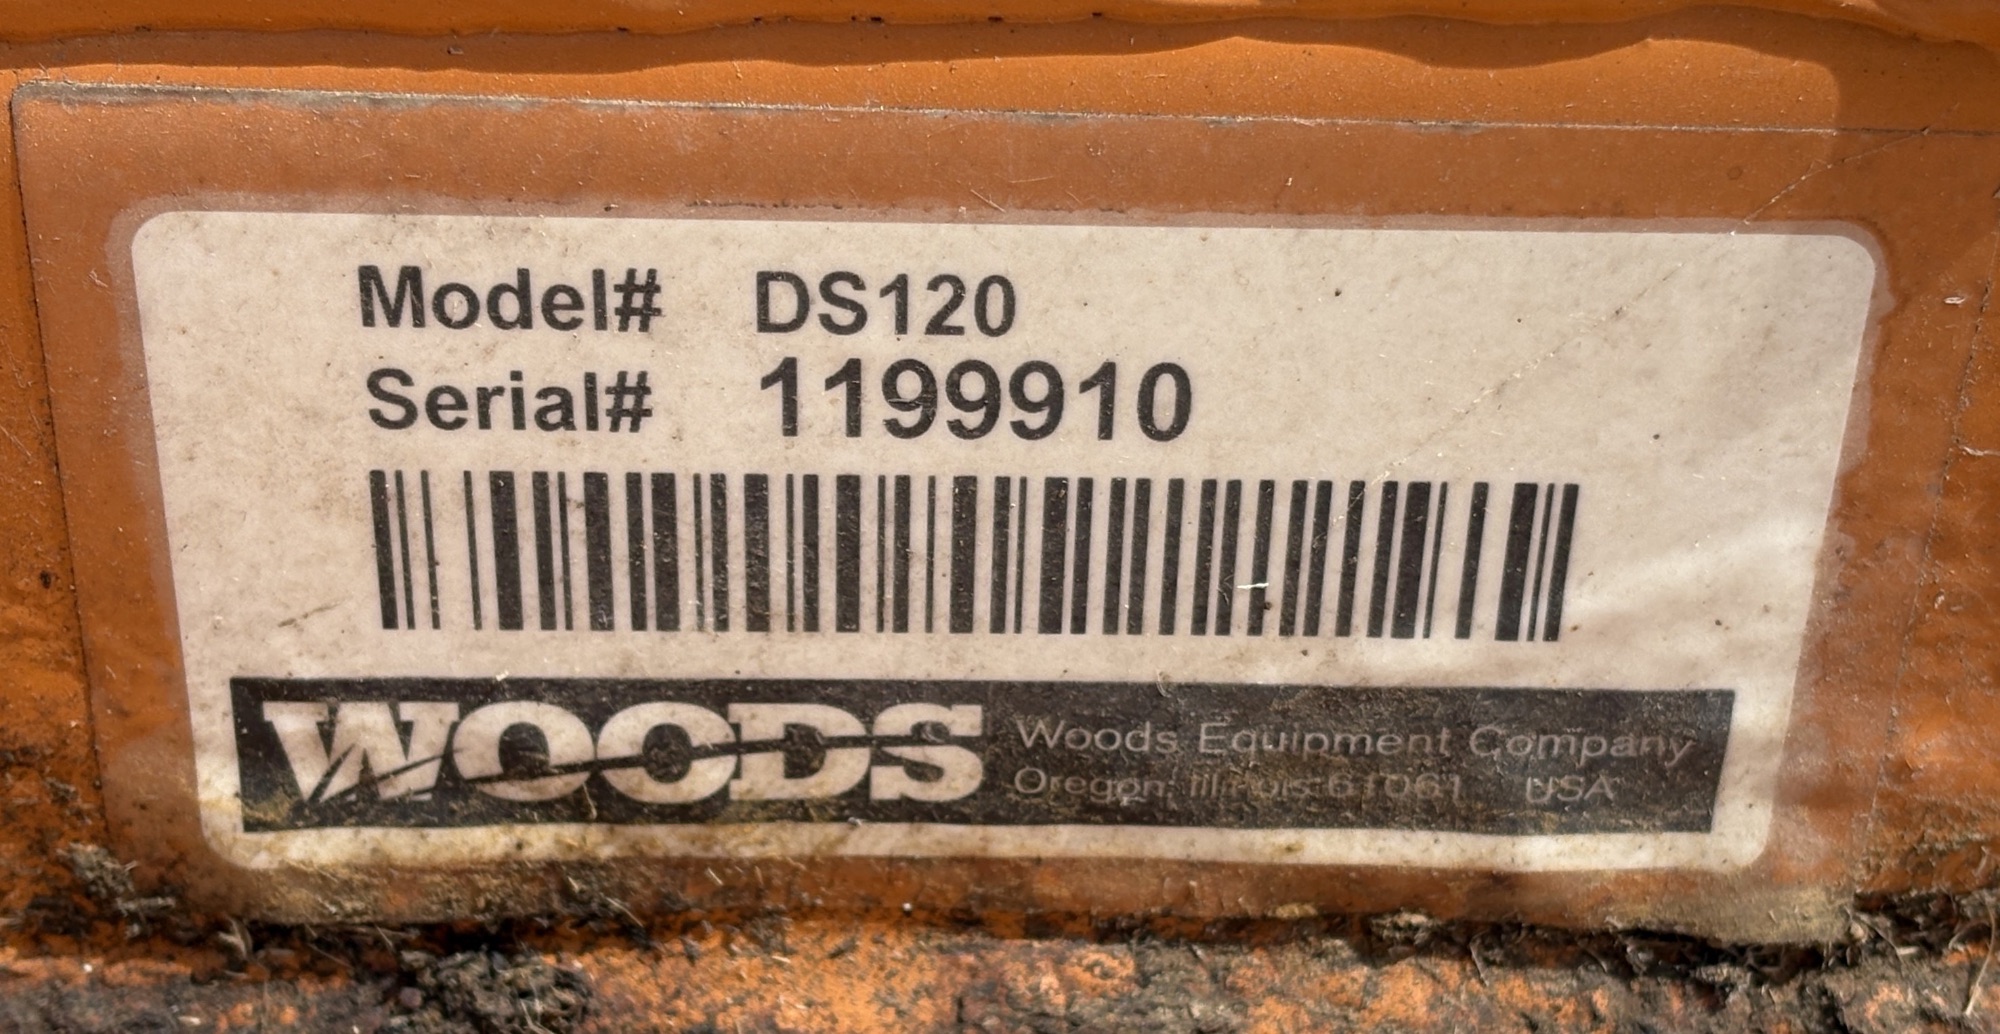 Model# DS120
Serial# 1199910
WOODS
Woods Equipment Company
Oregon, Illinois 61061 USA